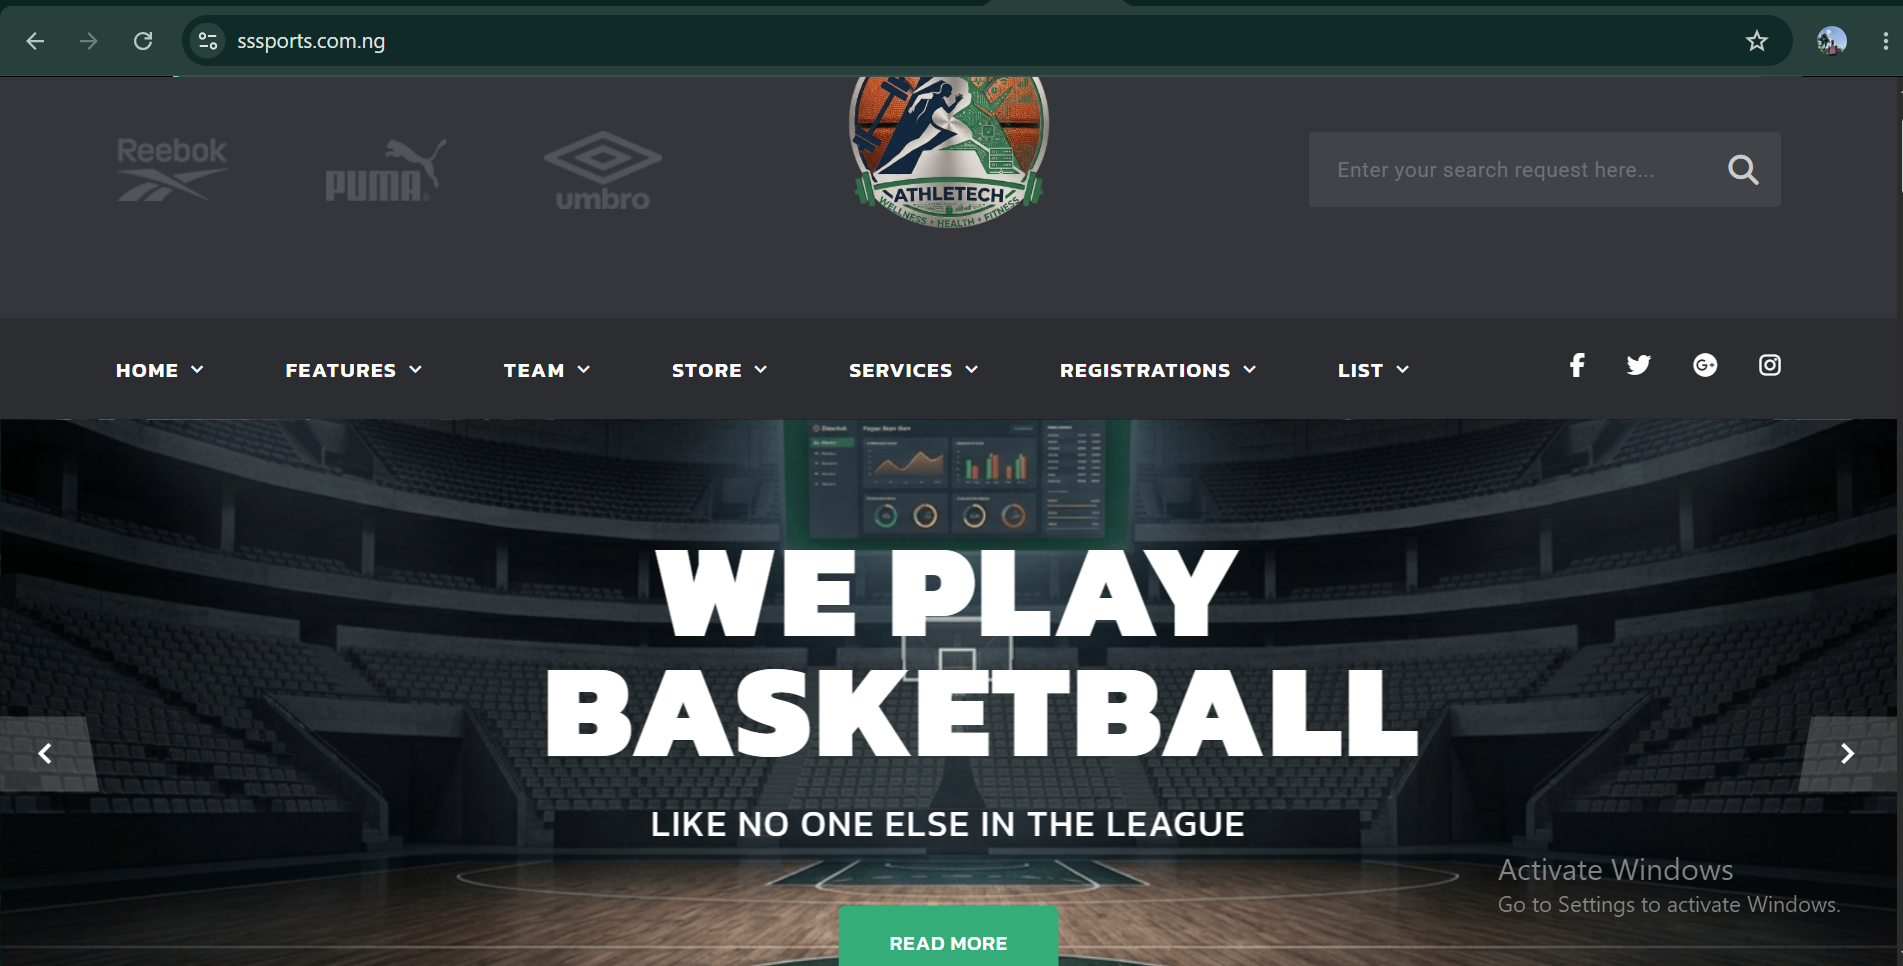 sssports.com.ng
Reebok
PUMA
umbro
ATHLETECH
WELLNESS + HEALTH + FITNESS
Enter your search request here...
HOME
FEATURES
TEAM
STORE
SERVICES
REGISTRATIONS
LIST
WE PLAY
BASKETBALL
LIKE NO ONE ELSE IN THE LEAGUE
READ MORE
Activate Windows
Go to Settings to activate Windows.